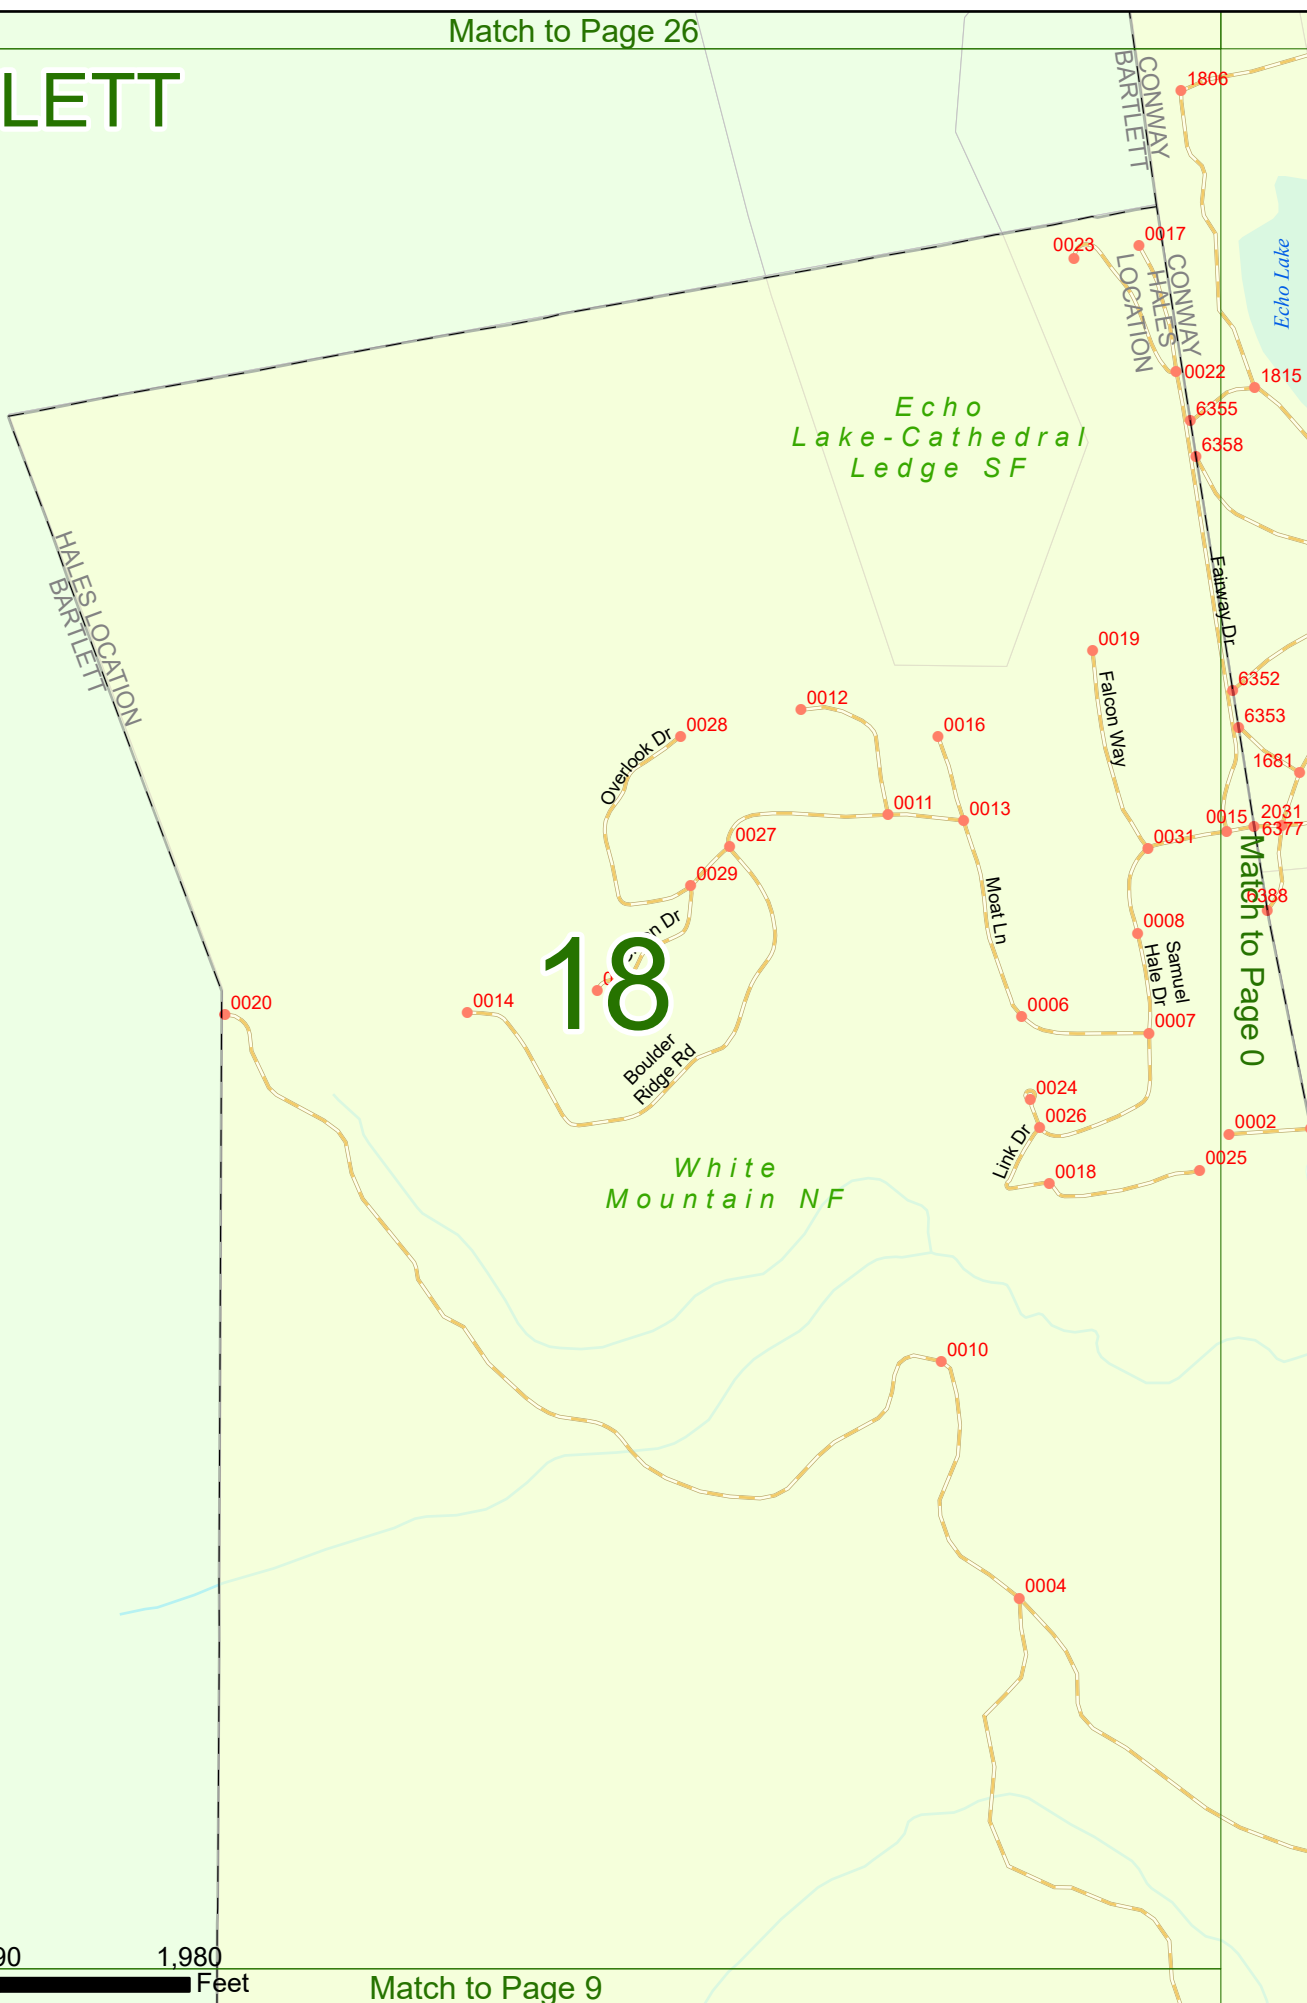 Match to Page 26
LETT
CONWAY
BARTLETT
1806
0017
0023
CONWAY
HALES
LOCATION
Echo Lake
0022
1815
Echo
Lake-Cathedral
Ledge SF
6355
6358
HALES LOCATION
BARTLETT
Fairway Dr
0019
Falcon Way
6352
0012
0028
0016
6353
Overlook Dr
1681
0011
0013
0015
2031
6377
0027
0031
0029
Moat Ln
6388
Match to Page 0
0008
Samuel
Hale Dr
Dr
18
0020
0014
0006
0007
Boulder
Ridge Rd
0024
0026
0002
Link Dr
White
Mountain NF
0018
0025
0010
0004
90
1,980
Feet
Match to Page 9